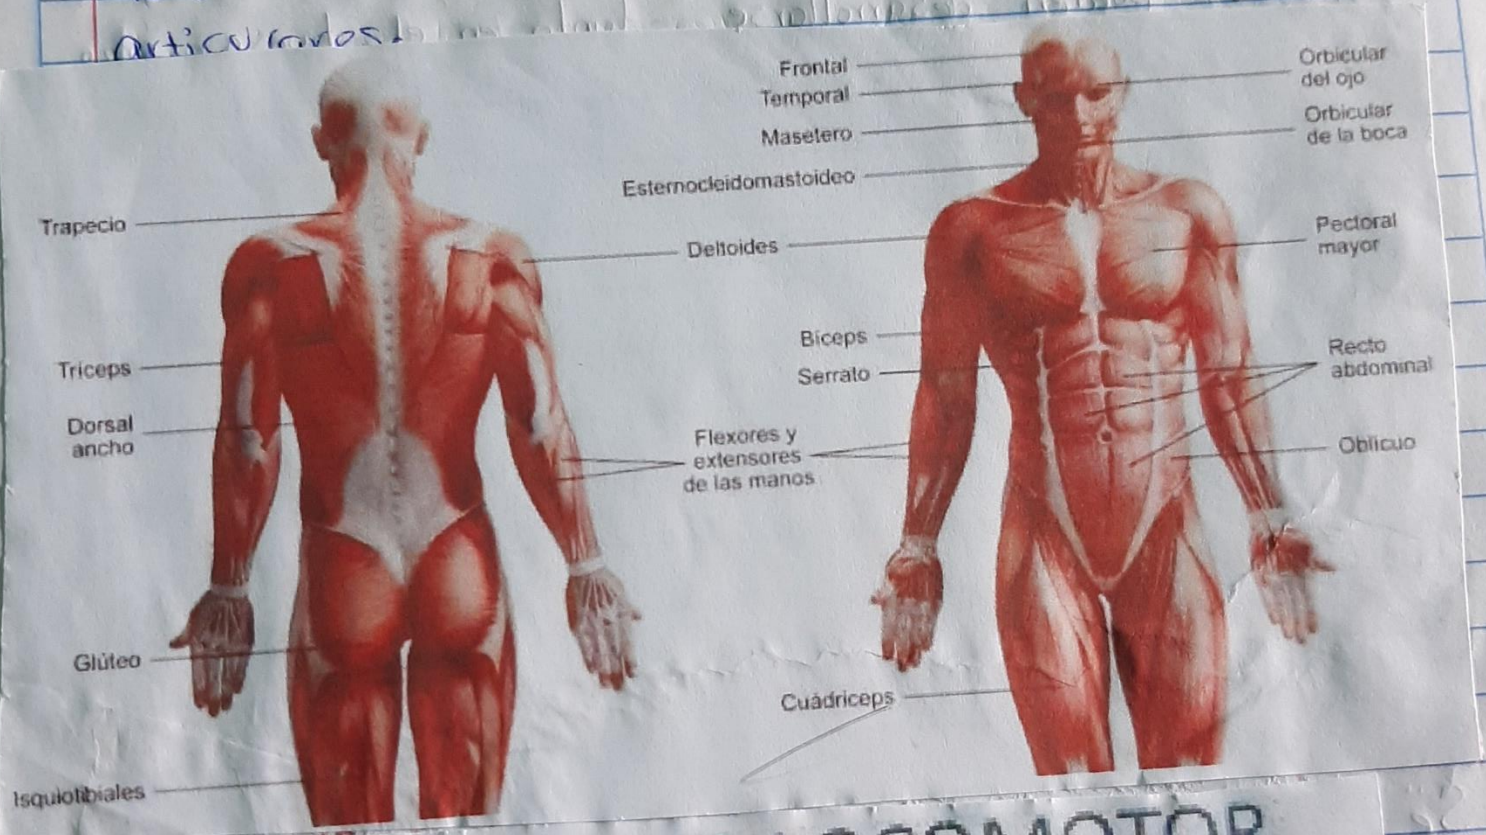 articulados.
Frontal
Temporal
Masetero
Esternocleidomastoideo
Orbicular
del ojo
Orbicular
de la boca
Trapecio
Deltoides
Pectoral
mayor
Tríceps
Dorsal
ancho
Bíceps
Serrato
Recto
abdominal
Flexores y
extensores
de las manos
Oblicuo
Glúteo
Cuádriceps
Isquiotibiales